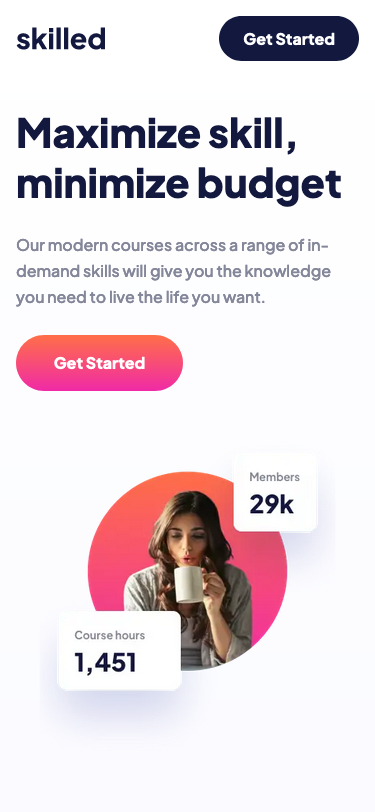 skilled
Get Started
Maximize skill,
minimize budget
Our modern courses across a range of in-
demand skills will give you the knowledge
you need to live the life you want.
Get Started
Members
29k
Course hours
1,451